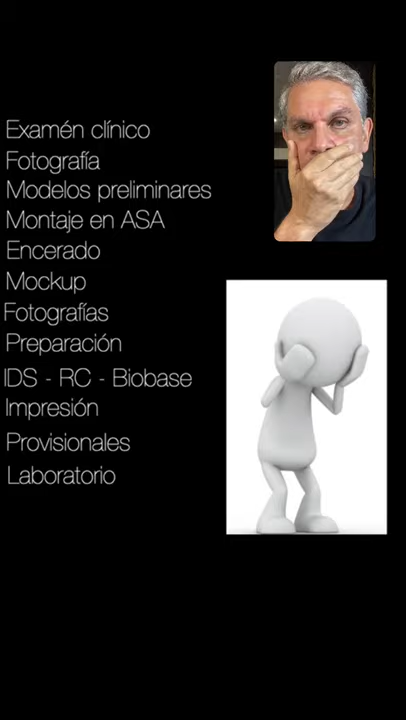 Examén clínico
Fotografía
Modelos preliminares
Montaje en ASA
Encerado
Mockup
Fotografías
Preparación
IDS - RC - Biobase
Impresión
Provisionales
Laboratorio